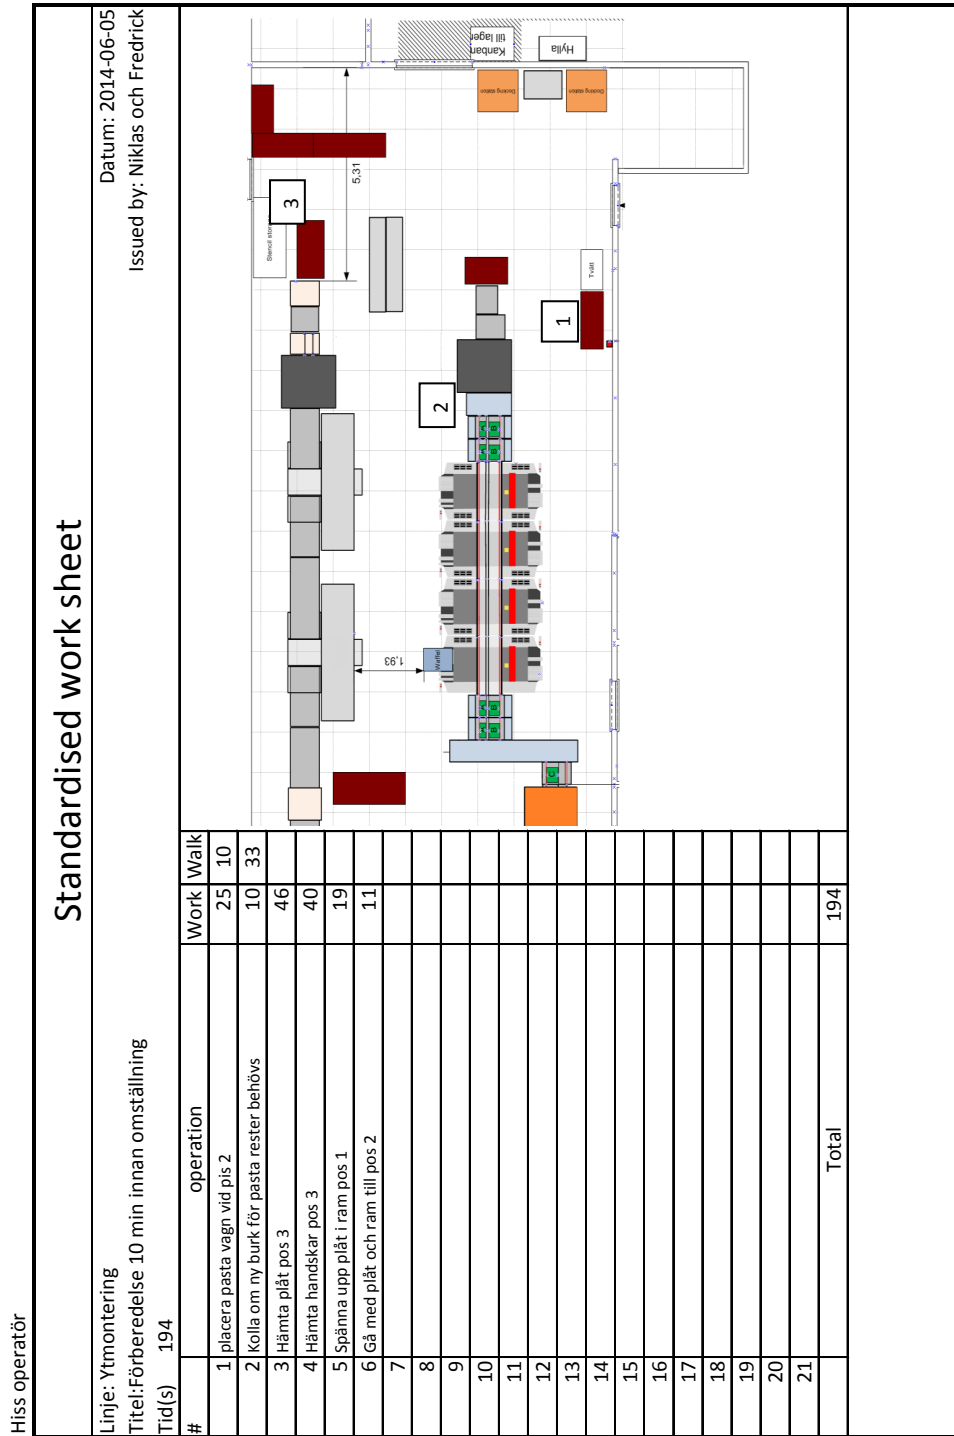 Hiss operatör
Standardised work sheet
Linje: Ytmontering Datum: 2014-06-05
Titel:Förberedelse 10 min innan omställning Issued by: Niklas och Fredrick
Tid(s) 194
# operation Work Walk
1 placera pasta vagn vid pis 2 25 10
2 Kolla om ny burk för pasta rester behövs 10 33
3 Hämta plåt pos 3 46
4 Hämta handskar pos 3 40
5 Spänna upp plåt i ram pos 1 19
6 Gå med plåt och ram till pos 2 11
7
8
9
10
11
12
13
14
15
16
17
18
19
20
21
Total 194
Stencil
3
5,31
Kanban
till lager
Hylla
Docking station
Docking station
2
1
Tvätt
1,93
Waffel
A
B
A
B
A
B
A
B
C